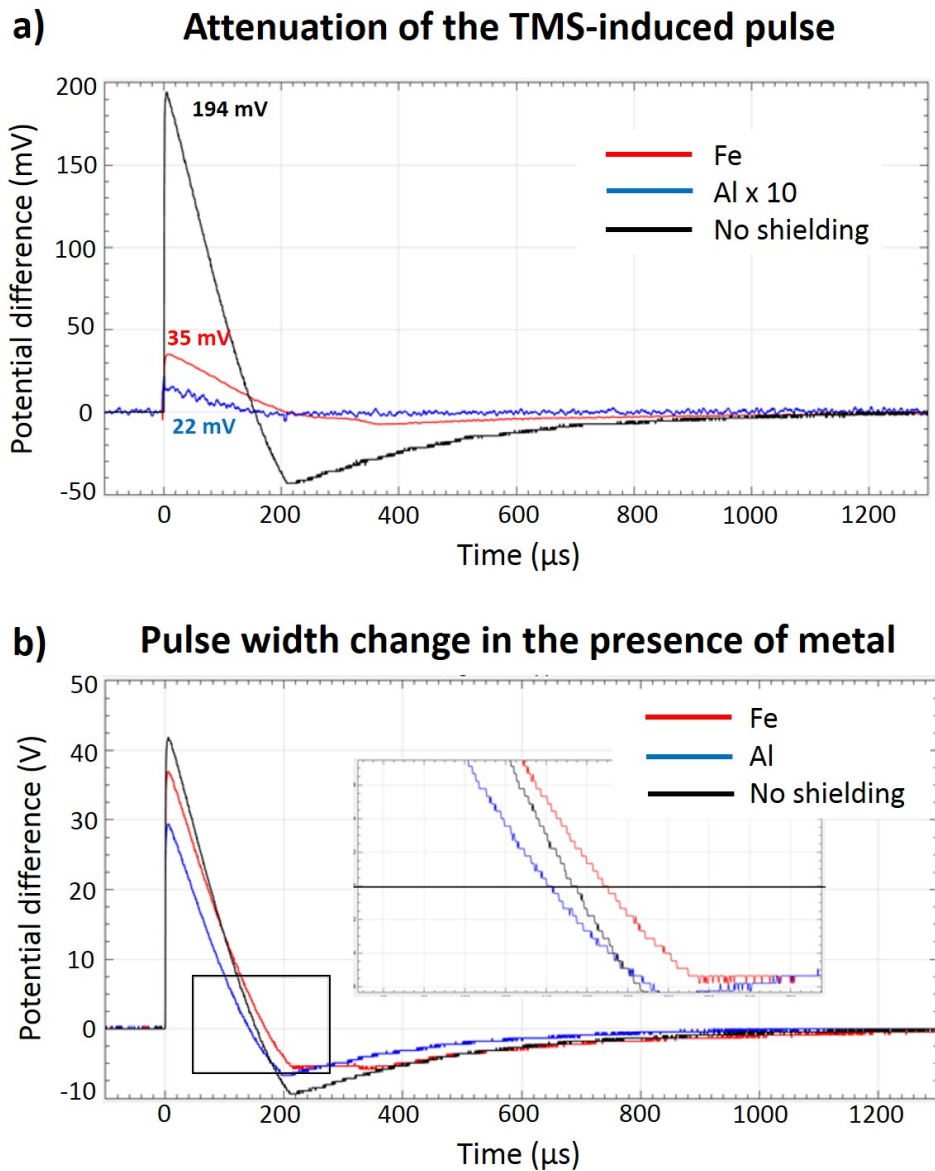 a) Attenuation of the TMS-induced pulse
200
150
100
50
0
-50
Potential difference (mV)
194 mV
35 mV
22 mV
Fe
Al x 10
No shielding
0 200 400 600 800 1000 1200
Time (µs)
b) Pulse width change in the presence of metal
50
40
30
20
10
0
-10
Potential difference (V)
Fe
Al
No shielding
0 200 400 600 800 1000 1200
Time (µs)